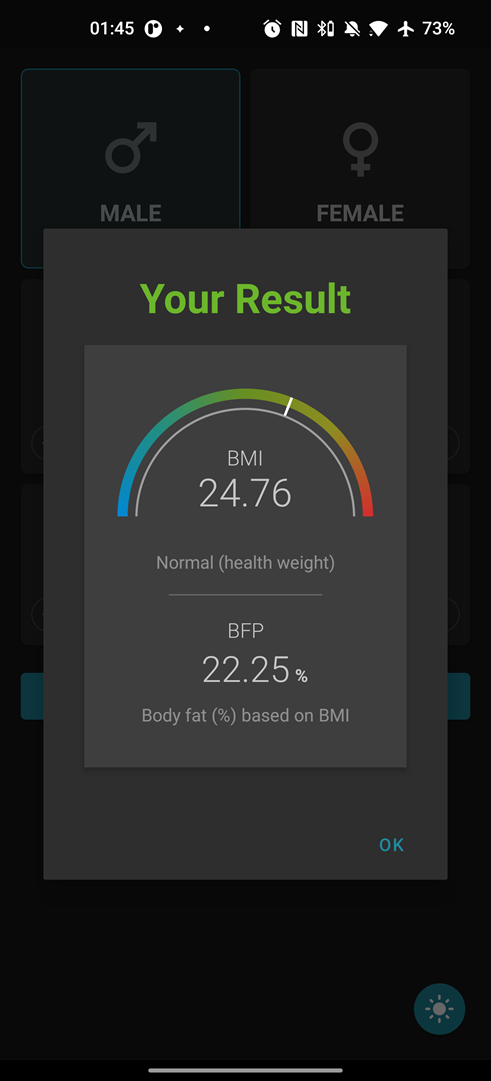 01:45
73%
MALE
FEMALE
Your Result
BMI
24.76
Normal (health weight)
BFP
22.25 %
Body fat (%) based on BMI
OK